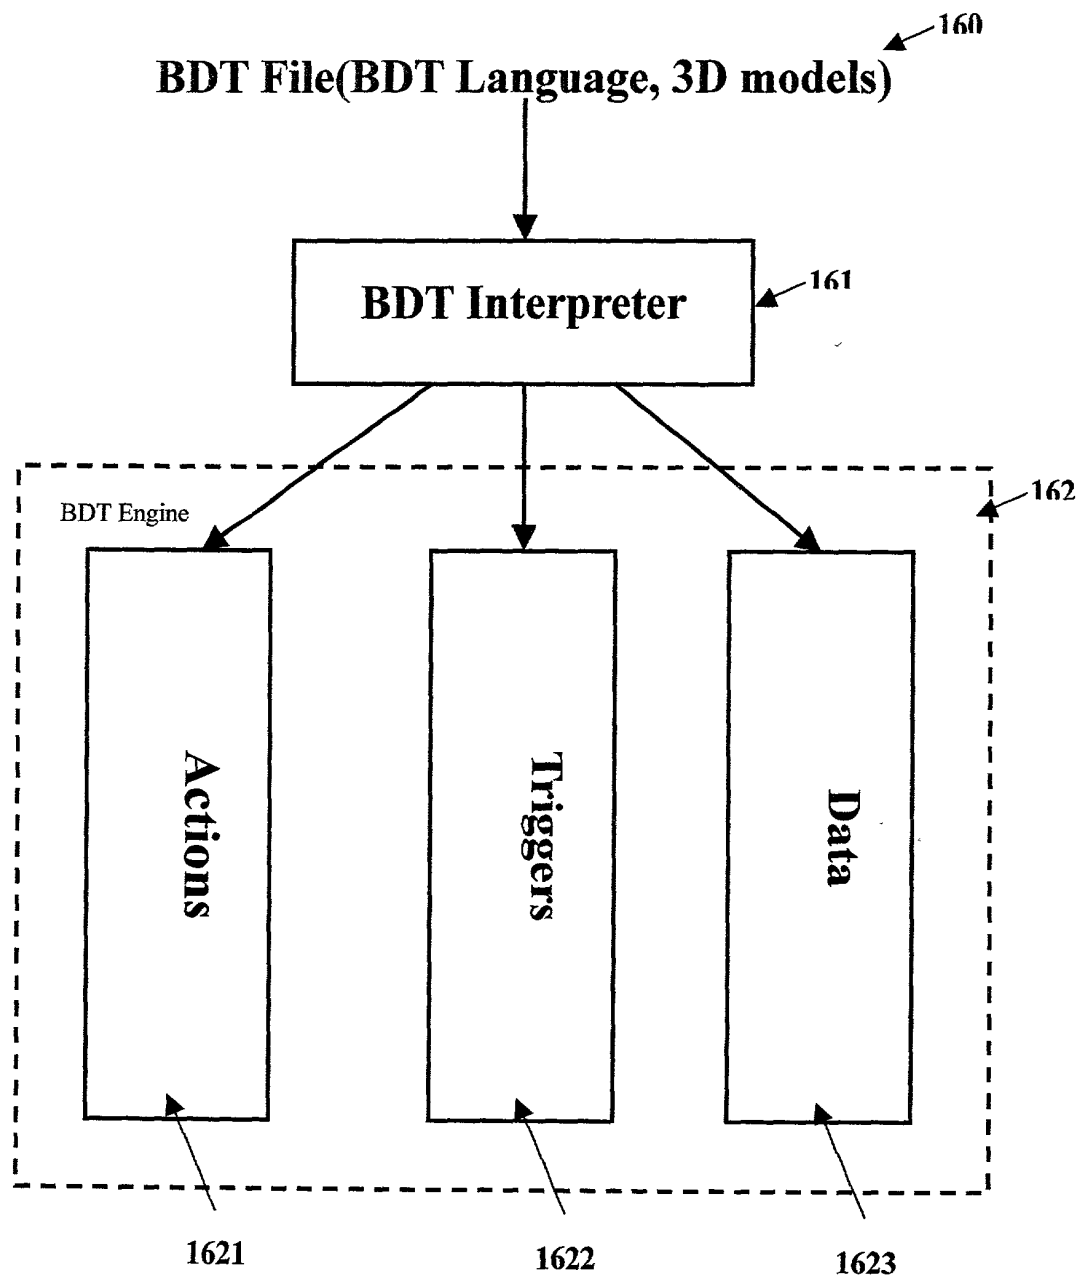 160
BDT File(BDT Language, 3D models)
BDT Interpreter
161
162
BDT Engine
Actions
Triggers
Data
1621
1622
1623